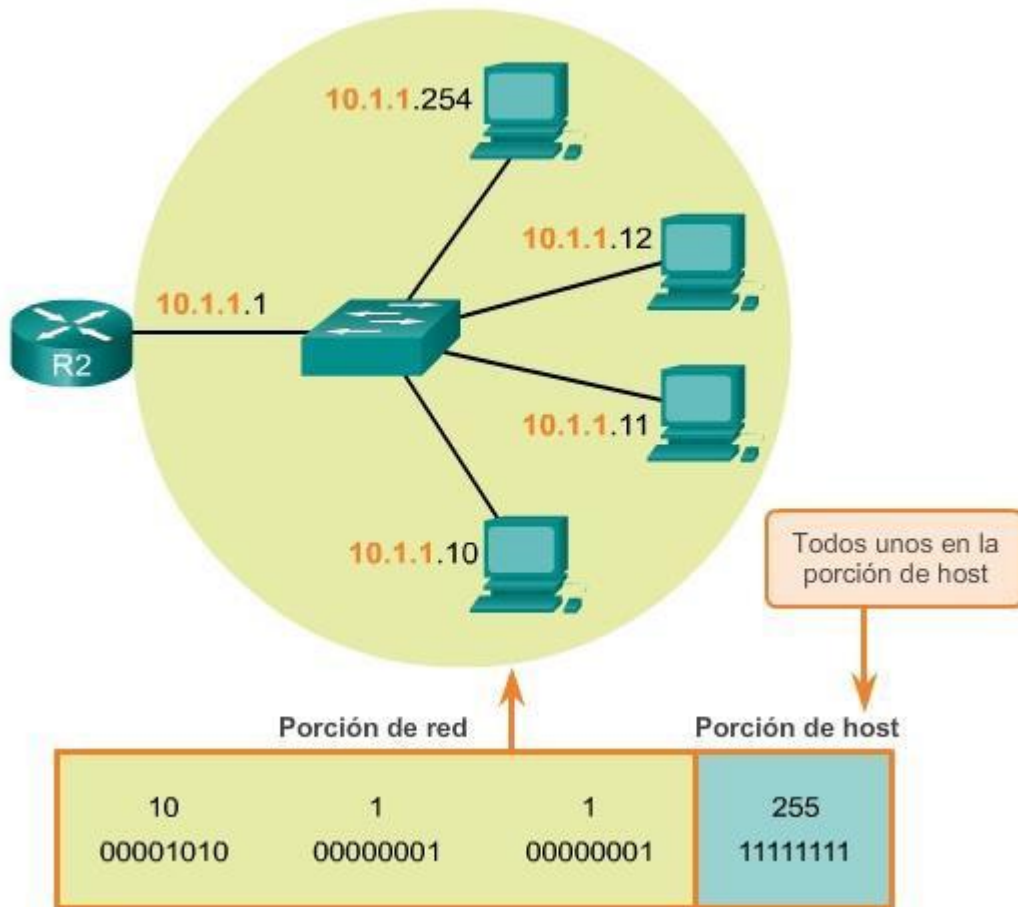 10.1.1.254
10.1.1.12
10.1.1.1
R2
10.1.1.11
10.1.1.10
Todos unos en la
porción de host
Porción de red
Porción de host
10 1 1 255
00001010 00000001 00000001 11111111